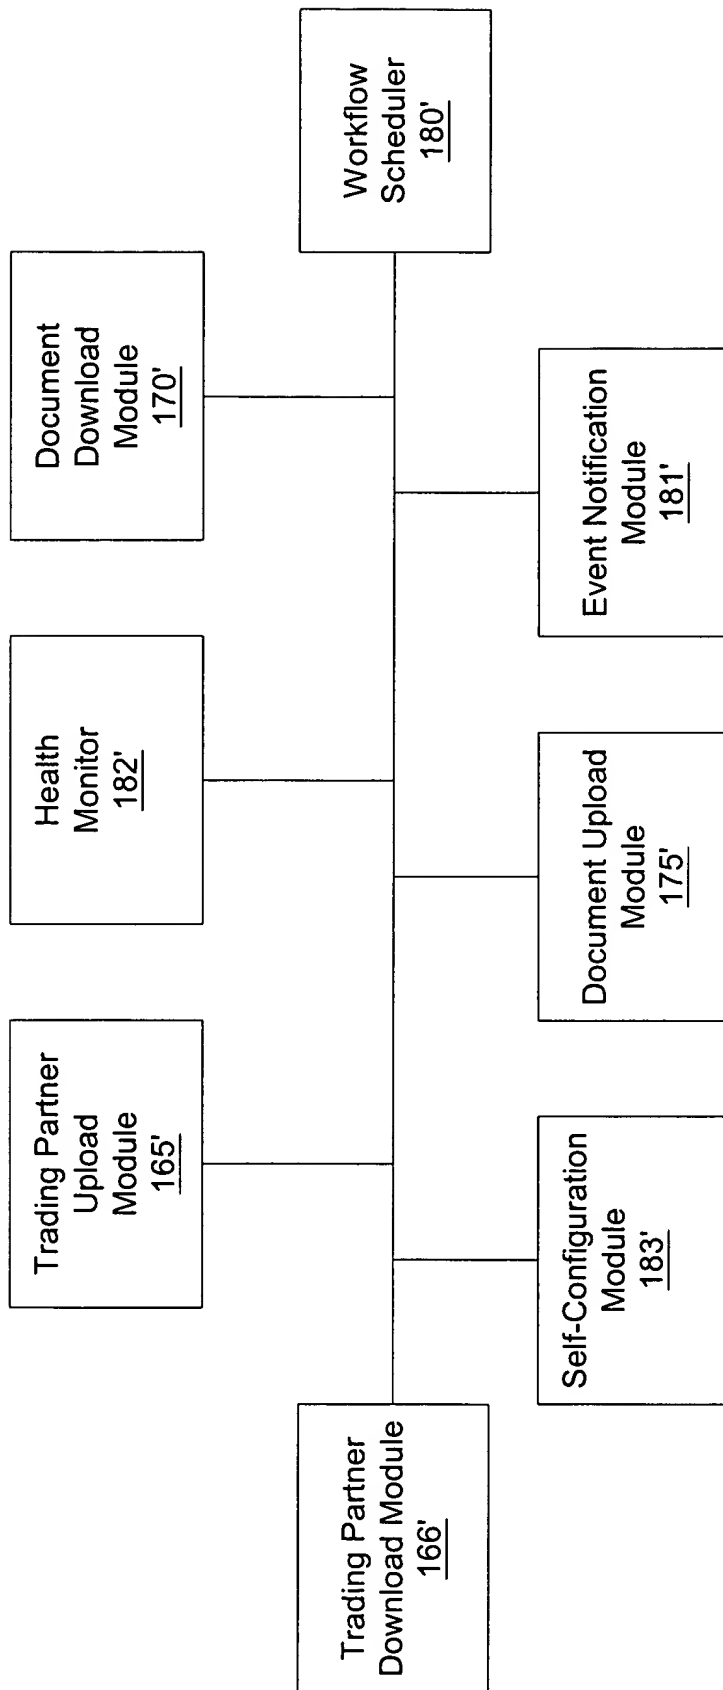 Trading Partner
Upload
Module
165'
Health
Monitor
182'
Document
Download
Module
170'
Trading Partner
Download Module
166'
Workflow
Scheduler
180'
Self-Configuration
Module
183'
Document Upload
Module
175'
Event Notification
Module
181'